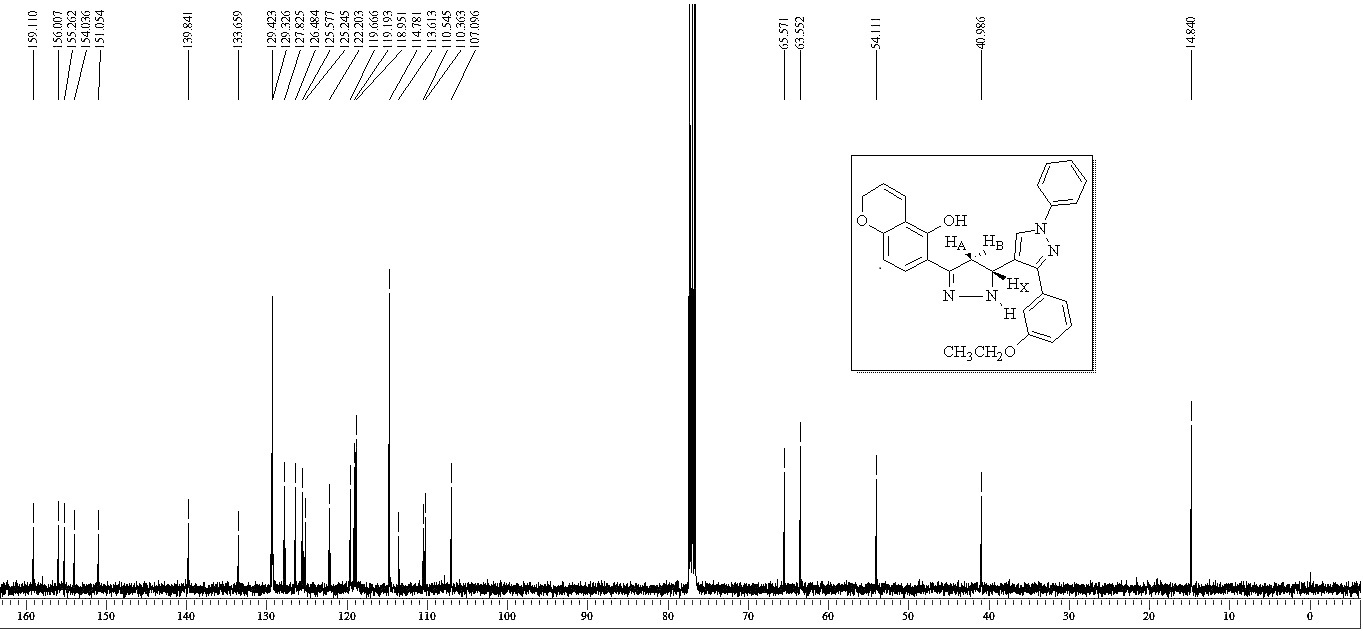 159.110
156.007
155.262
154.036
151.054
139.841
133.659
129.423
129.326
127.825
126.484
125.577
125.245
122.203
119.666
119.193
118.951
114.781
113.613
110.545
110.363
107.096
65.571
63.552
54.111
40.986
14.840
O
OH
HA
HB
N
N
HX
N
N
H
CH3CH2O
160 150 140 130 120 110 100 90 80 70 60 50 40 30 20 10 0